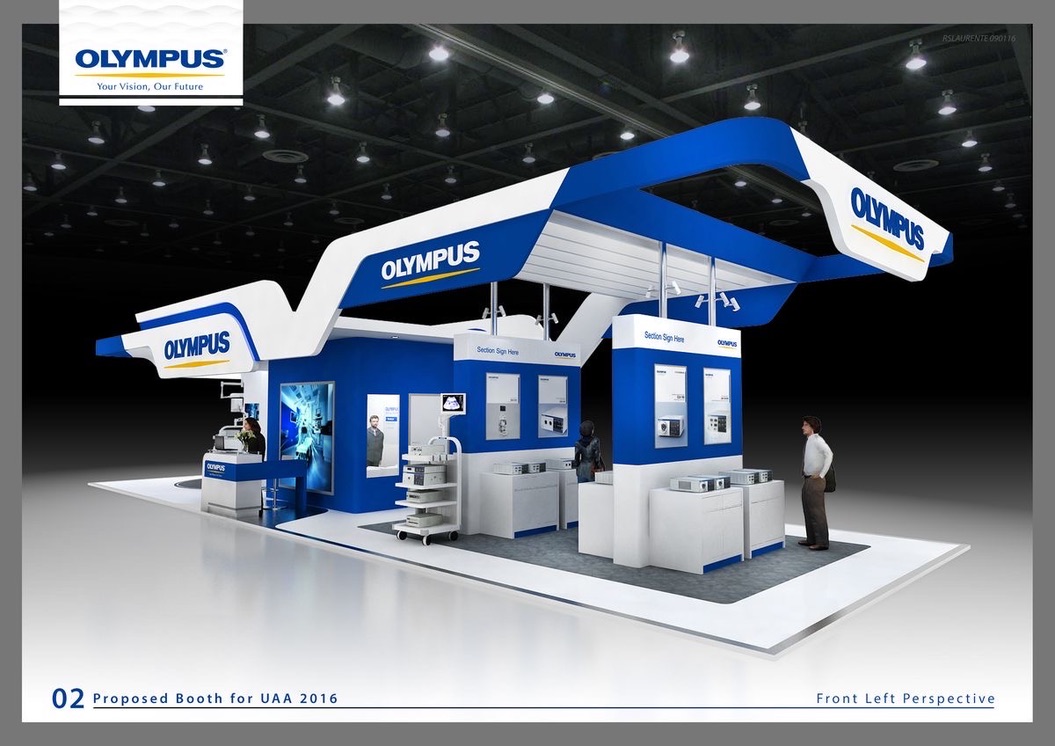 RSLAURENTE 090116
OLYMPUS®
Your Vision, Our Future
OLYMPUS
OLYMPUS
OLYMPUS
Section Sign Here
OLYMPUS
Section Sign Here
OLYMPUS
OLYMPUS
02 Proposed Booth for UAA 2016
Front Left Perspective